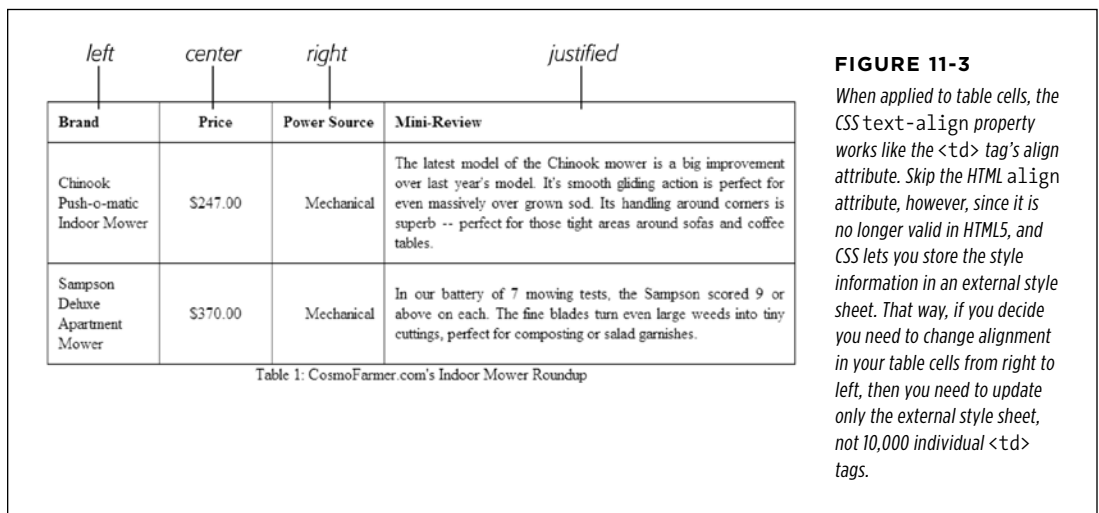 left center right justified
Brand Price Power Source Mini-Review
Chinook
Push-o-matic
Indoor Mower
$247.00
Mechanical
The latest model of the Chinook mower is a big improvement
over last year's model. It's smooth gliding action is perfect for
even massively over grown sod. Its handling around corners is
superb -- perfect for those tight areas around sofas and coffee
tables.
Sampson
Deluxe
Apartment
Mower
$370.00
Mechanical
In our battery of 7 mowing tests, the Sampson scored 9 or
above on each. The fine blades turn even large weeds into tiny
cuttings, perfect for composting or salad garnishes.
Table 1: CosmoFarmer.com's Indoor Mower Roundup
FIGURE 11-3
When applied to table cells, the
CSS text-align property
works like the <td> tag's align
attribute. Skip the HTML align
attribute, however, since it is
no longer valid in HTML5, and
CSS lets you store the style
information in an external style
sheet. That way, if you decide
you need to change alignment
in your table cells from right to
left, then you need to update
only the external style sheet,
not 10,000 individual <td>
tags.